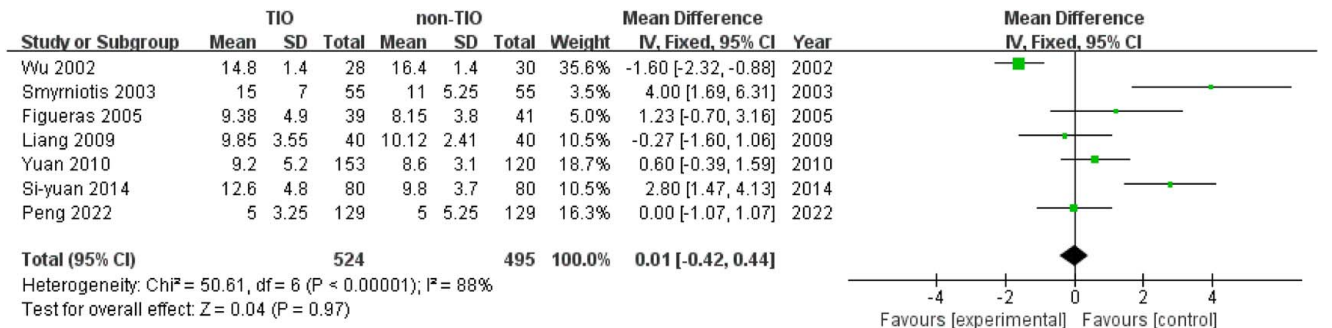 TIO non-TIO Mean Difference Mean Difference
Study or Subgroup Mean SD Total Mean SD Total Weight IV, Fixed, 95% CI Year IV, Fixed, 95% CI
Wu 2002 14.8 1.4 28 16.4 1.4 30 35.6% -1.60 [-2.32, -0.88] 2002
Smyrniotis 2003 15 7 55 11 5.25 55 3.5% 4.00 [1.69, 6.31] 2003
Figueras 2005 9.38 4.9 39 8.15 3.8 41 5.0% 1.23 [-0.70, 3.16] 2005
Liang 2009 9.85 3.55 40 10.12 2.41 40 10.5% -0.27 [-1.60, 1.06] 2009
Yuan 2010 9.2 5.2 153 8.6 3.1 120 18.7% 0.60 [-0.39, 1.59] 2010
Si-yuan 2014 12.6 4.8 80 9.8 3.7 80 10.5% 2.80 [1.47, 4.13] 2014
Peng 2022 5 3.25 129 5 5.25 129 16.3% 0.00 [-1.07, 1.07] 2022
Total (95% CI) 524 495 100.0% 0.01 [-0.42, 0.44]
Heterogeneity: Chi² = 50.61, df = 6 (P < 0.00001); I² = 88%
Test for overall effect: Z = 0.04 (P = 0.97)
-4 -2 0 2 4
Favours [experimental] Favours [control]